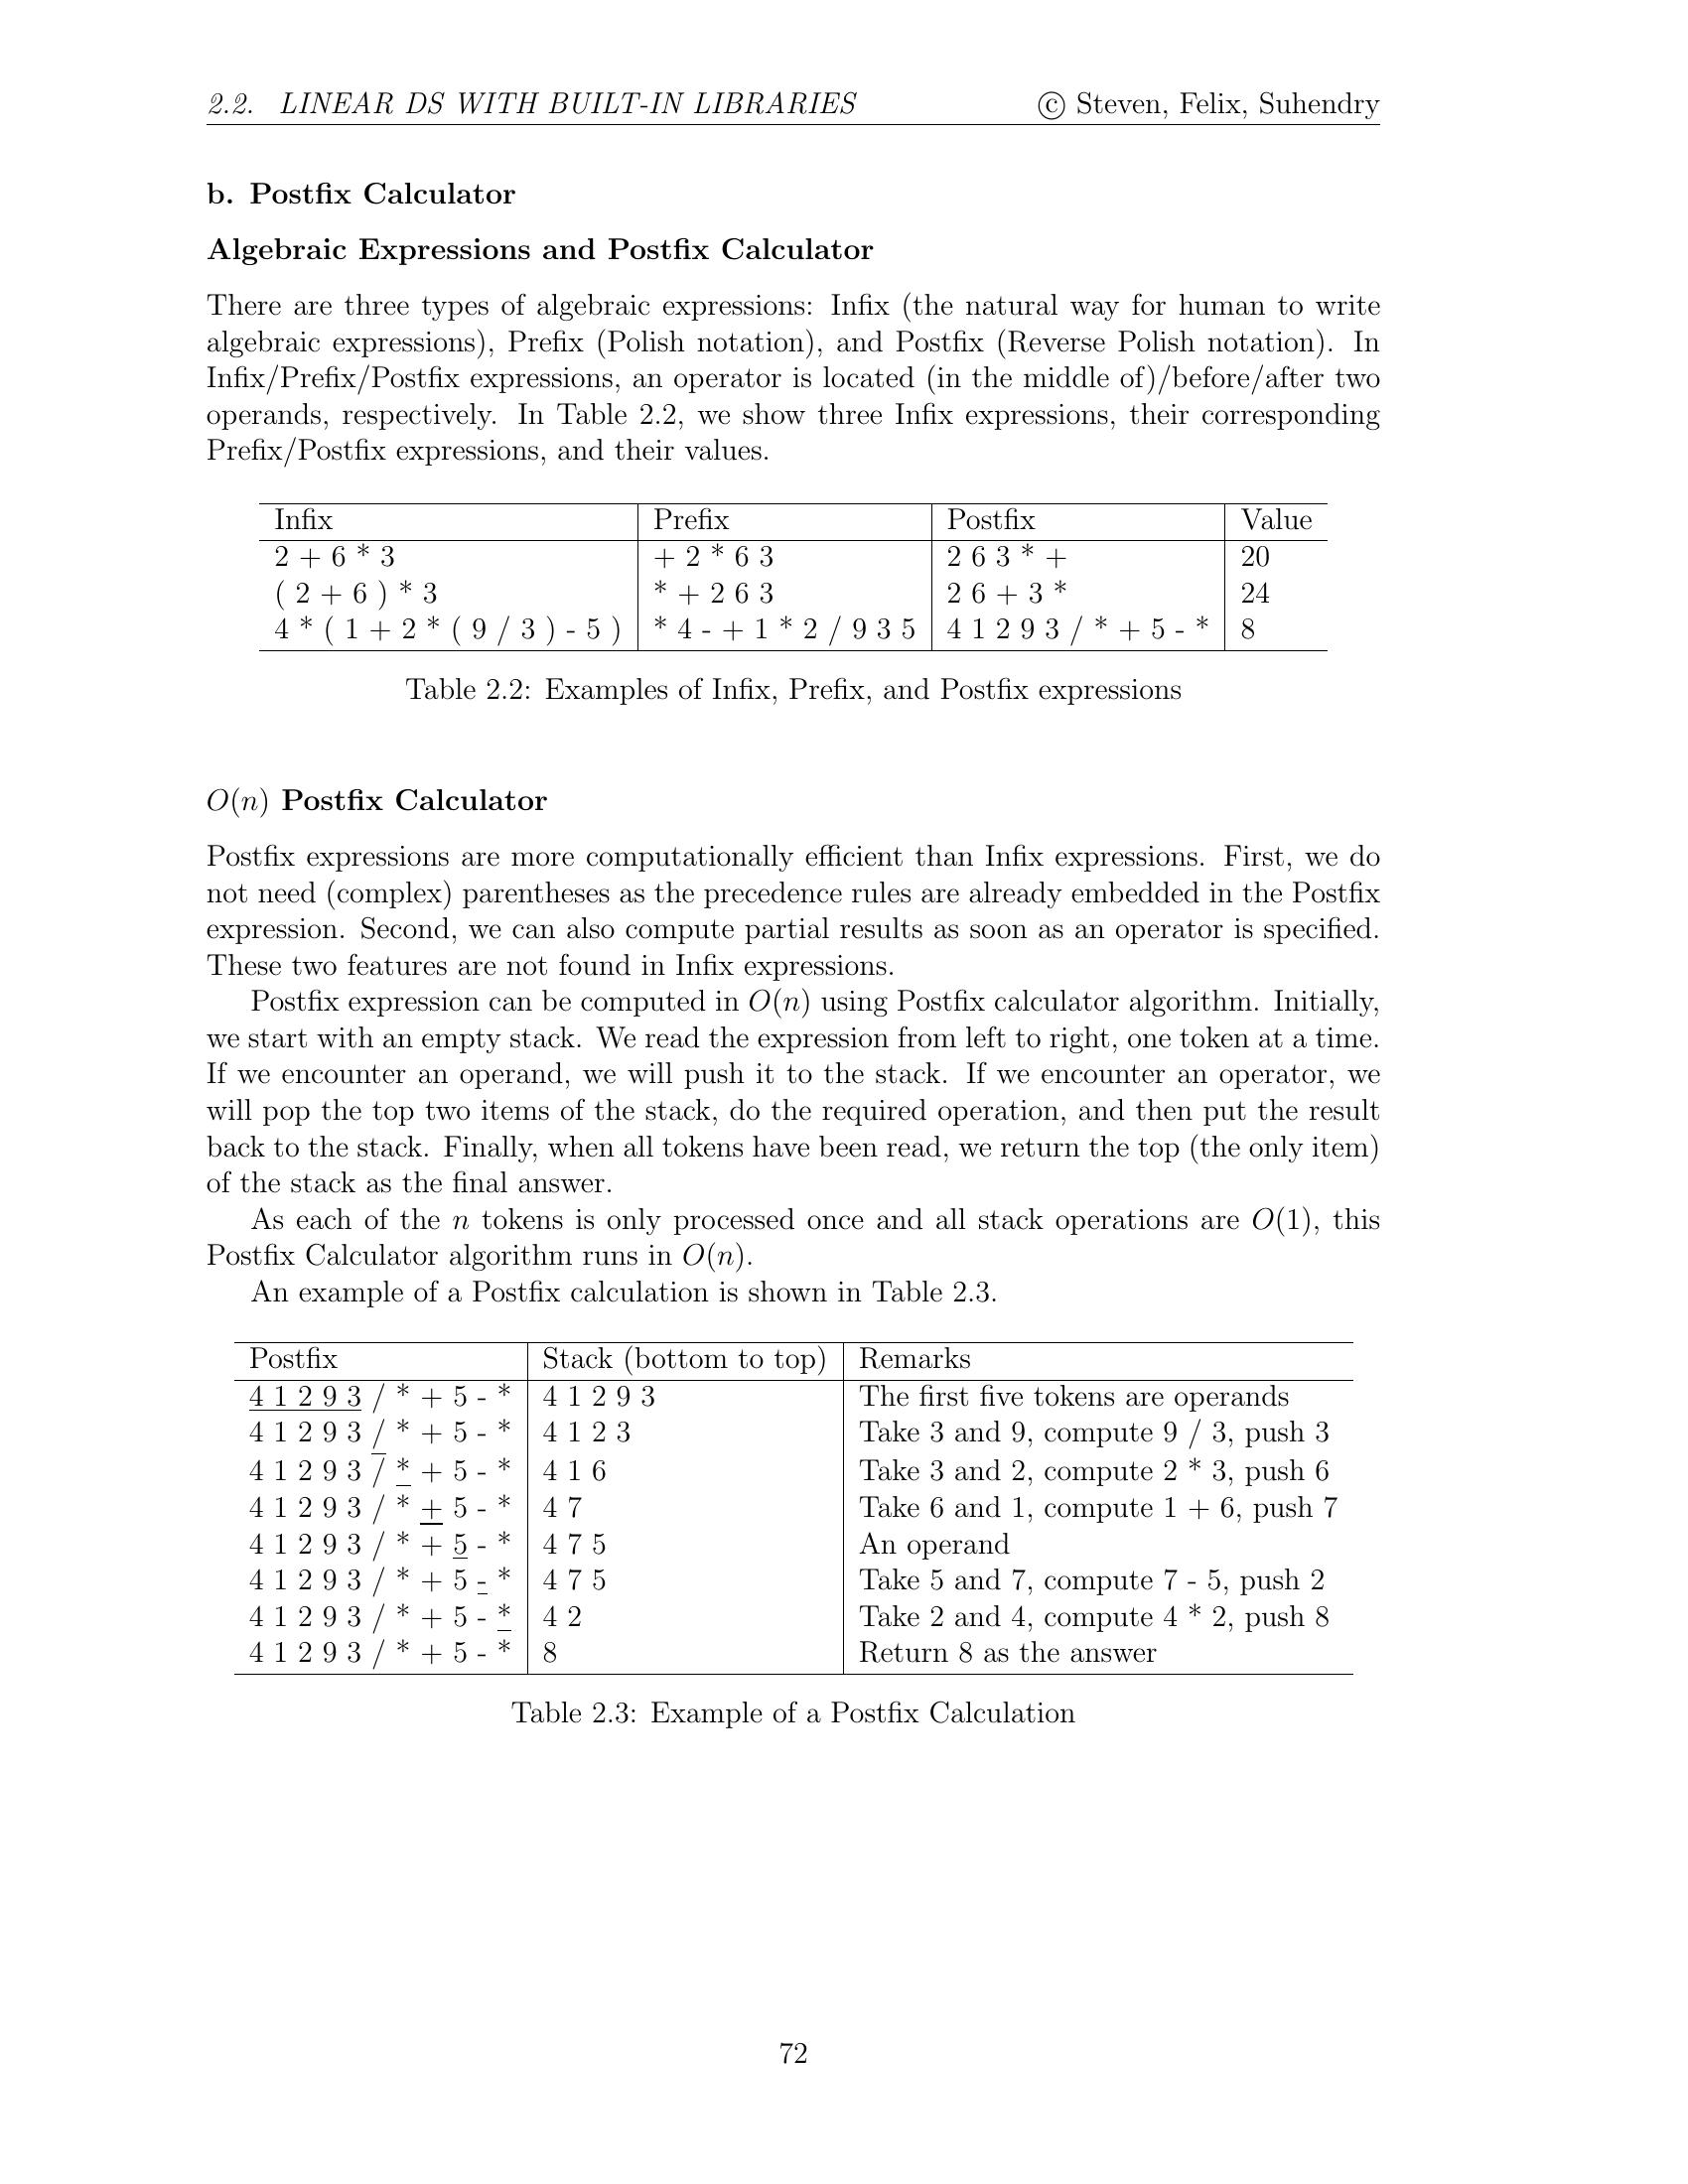 2.2. LINEAR DS WITH BUILT-IN LIBRARIES © Steven, Felix, Suhendry
b. Postfix Calculator
Algebraic Expressions and Postfix Calculator
There are three types of algebraic expressions: Infix (the natural way for human to write
algebraic expressions), Prefix (Polish notation), and Postfix (Reverse Polish notation). In
Infix/Prefix/Postfix expressions, an operator is located (in the middle of)/before/after two
operands, respectively. In Table 2.2, we show three Infix expressions, their corresponding
Prefix/Postfix expressions, and their values.
Infix Prefix Postfix Value
2 + 6 * 3 + 2 * 6 3 2 6 3 * + 20
( 2 + 6 ) * 3 * + 2 6 3 2 6 + 3 * 24
4 * ( 1 + 2 * ( 9 / 3 ) - 5 ) * 4 - + 1 * 2 / 9 3 5 4 1 2 9 3 / * + 5 - * 8
Table 2.2: Examples of Infix, Prefix, and Postfix expressions
O(n) Postfix Calculator
Postfix expressions are more computationally efficient than Infix expressions. First, we do
not need (complex) parentheses as the precedence rules are already embedded in the Postfix
expression. Second, we can also compute partial results as soon as an operator is specified.
These two features are not found in Infix expressions.
Postfix expression can be computed in O(n) using Postfix calculator algorithm. Initially,
we start with an empty stack. We read the expression from left to right, one token at a time.
If we encounter an operand, we will push it to the stack. If we encounter an operator, we
will pop the top two items of the stack, do the required operation, and then put the result
back to the stack. Finally, when all tokens have been read, we return the top (the only item)
of the stack as the final answer.
As each of the n tokens is only processed once and all stack operations are O(1), this
Postfix Calculator algorithm runs in O(n).
An example of a Postfix calculation is shown in Table 2.3.
Postfix Stack (bottom to top) Remarks
4 1 2 9 3 / * + 5 - * 4 1 2 9 3 The first five tokens are operands
4 1 2 9 3 / * + 5 - * 4 1 2 3 Take 3 and 9, compute 9 / 3, push 3
4 1 2 9 3 / * + 5 - * 4 1 6 Take 3 and 2, compute 2 * 3, push 6
4 1 2 9 3 / * + 5 - * 4 7 Take 6 and 1, compute 1 + 6, push 7
4 1 2 9 3 / * + 5 - * 4 7 5 An operand
4 1 2 9 3 / * + 5 - * 4 7 5 Take 5 and 7, compute 7 - 5, push 2
4 1 2 9 3 / * + 5 - * 4 2 Take 2 and 4, compute 4 * 2, push 8
4 1 2 9 3 / * + 5 - * 8 Return 8 as the answer
Table 2.3: Example of a Postfix Calculation
72